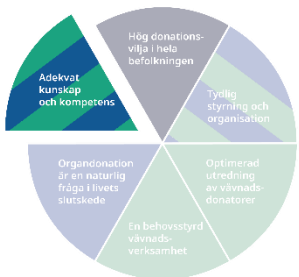 Hög donations-
vilja i hela
befolkningen
Tydlig
styrning och
organisation
Optimerad
utredning
av vävnads-
donatorer
En behovsstyrd
vävnads-
verksamhet
Organdonation
är en naturlig
fråga i livets
slutskede
Adekvat
kunskap
och kompetens